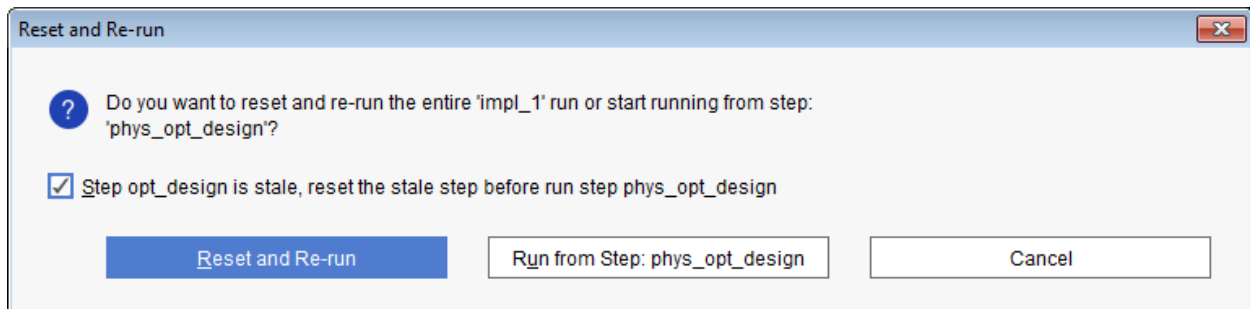 Reset and Re-run
Do you want to reset and re-run the entire 'impl_1' run or start running from step:
'phys_opt_design'?
Step opt_design is stale, reset the stale step before run step phys_opt_design
Reset and Re-run
Run from Step: phys_opt_design
Cancel